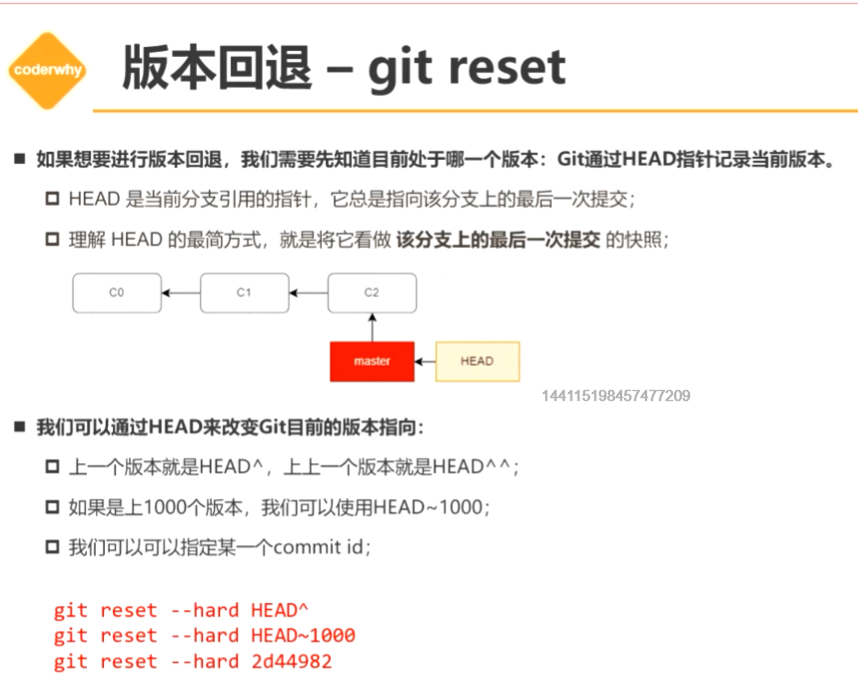 coderwhy
版本回退 – git reset
■ 如果想要进行版本回退，我们需要先知道目前处于哪一个版本：Git通过HEAD指针记录当前版本。
HEAD 是当前分支引用的指针，它总是指向该分支上的最后一次提交；
理解 HEAD 的最简方式，就是将它看做 该分支上的最后一次提交 的快照；
C0 C1 C2
master HEAD
144115198457477209
■ 我们可以通过HEAD来改变Git目前的版本指向：
上一个版本就是HEAD^，上上一个版本就是HEAD^^；
如果是上1000个版本，我们可以使用HEAD~1000；
我们可以可以指定某一个commit id；
git reset --hard HEAD^
git reset --hard HEAD~1000
git reset --hard 2d44982